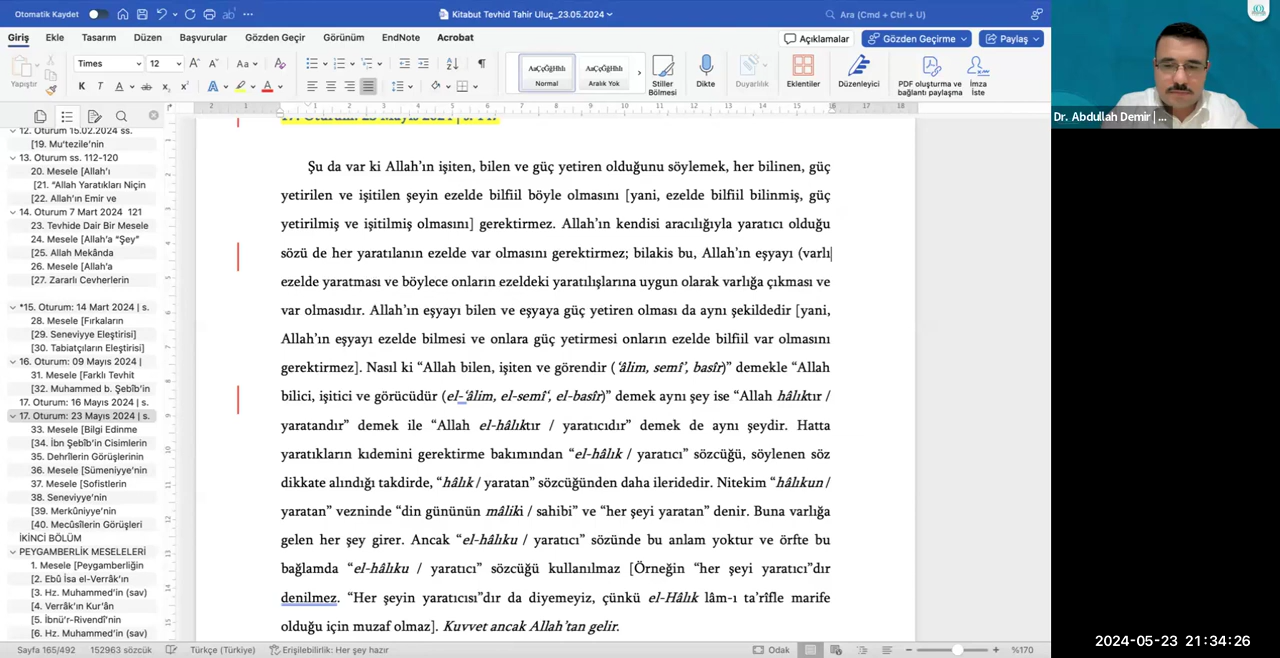 Otomatik Kaydet
Kitabut Tevhid Tahir Uluç_23.05.2024
Ara (Cmd + Ctrl + U)
Giriş Ekle Tasarım Düzen Başvurular Gözden Geçir Görünüm EndNote Acrobat
Açıklamalar Gözden Geçirme Paylaş
Yapıştır
Times 12
AaÇçĞğHhlı AaÇçĞğHhlı
Normal Aralık Yok
Stiller Bölmesi
Dikte
Duyarlılık
Eklentiler
Düzenleyici
PDF oluşturma ve bağlantı paylaşma
İmza İste
12. Oturum 15.02.2024 ss.
[19. Mu'tezile'nin
13. Oturum ss. 112-120
20. Mesele [Allah'ı
[21. "Allah Yaratıkları Niçin
[22. Allah'ın Emir ve
14. Oturum 7 Mart 2024 121
23. Tevhide Dair Bir Mesele
24. Mesele [Allah'a "Şey"
[25. Allah Mekânda
26. Mesele [Allah'a
[27. Zararlı Cevherlerin
*15. Oturum: 14 Mart 2024 | s.
28. Mesele [Fırkaların
[29. Seneviyye Eleştirisi]
[30. Tabiatçıların Eleştirisi]
16. Oturum: 09 Mayıs 2024 |
31. Mesele [Farklı Tevhit
[32. Muhammed b. Şebîb'in
17. Oturum: 16 Mayıs 2024 |
17. Oturum: 23 Mayıs 2024 | s.
33. Mesele [Bilgi Edinme
[34. İbn Şebîb'in Cisimlerin
35. Dehrîlerin Görüşlerinin
36. Mesele [Sümeniyye'nin
37. Mesele [Sofistlerin
38. Seneviyye'nin
[39. Merkûniyye'nin
[40. Mecûsîlerin Görüşleri
İKİNCİ BÖLÜM
PEYGAMBERLİK MESELELERİ
1. Mesele [Peygamberliğin
[2. Ebû İsa el-Verrâk'ın
[3. Hz. Muhammed'in (sav)
[4. Verrâk'ın Kur'ân
[5. İbnü'r-Rivendî'nin
[6. Hz. Muhammed'in (sav)
17. Oturum: 23 Mayıs 2024 | s. 147
Şu da var ki Allah'ın işiten, bilen ve güç yetiren olduğunu söylemek, her bilinen, güç
yetirilen ve işitilen şeyin ezelde bilfiil böyle olmasını [yani, ezelde bilfiil bilinmiş, güç
yetirilmiş ve işitilmiş olmasını] gerektirmez. Allah'ın kendisi aracılığıyla yaratıcı olduğu
sözü de her yaratılanın ezelde var olmasını gerektirmez; bilakis bu, Allah'ın eşyayı (varlı
ezelde yaratması ve böylece onların ezeldeki yaratılışlarına uygun olarak varlığa çıkması ve
var olmasıdır. Allah'ın eşyayı bilen ve eşyaya güç yetiren olması da aynı şekildedir [yani,
Allah'ın eşyayı ezelde bilmesi ve onlara güç yetirmesi onların ezelde bilfiil var olmasını
gerektirmez]. Nasıl ki "Allah bilen, işiten ve görendir ('âlim, semî', basîr)" demekle "Allah
bilici, işitici ve görücüdür (el-'âlim, el-semî', el-basîr)" demek aynı şey ise "Allah hâlıktır /
yaratandır" demek ile "Allah el-hâlıktır / yaratıcıdır" demek de aynı şeydir. Hatta
yaratıkların kıdemini gerektirme bakımından "el-hâlık / yaratıcı" sözcüğü, söylenen söz
dikkate alındığı takdirde, "hâlık / yaratan" sözcüğünden daha ileridedir. Nitekim "hâlıkun /
yaratan" vezninde "din gününün mâliki / sahibi" ve "her şeyi yaratan" denir. Buna varlığa
gelen her şey girer. Ancak "el-hâlıku / yaratıcı" sözünde bu anlam yoktur ve örfte bu
bağlamda "el-hâlıku / yaratıcı" sözcüğü kullanılmaz [Örneğin "her şeyi yaratıcı"dır
denilmez. "Her şeyin yaratıcısı"dır da diyemeyiz, çünkü el-Hâlık lâm-ı ta'rîfle marife
olduğu için muzaf olmaz]. Kuvvet ancak Allah'tan gelir.
Dr. Abdullah Demir | ...
2024-05-23 21:34:26
Sayfa 165/492 152963 sözcük Türkçe (Türkiye) Erişilebilirlik: Her şey hazır Odak %170